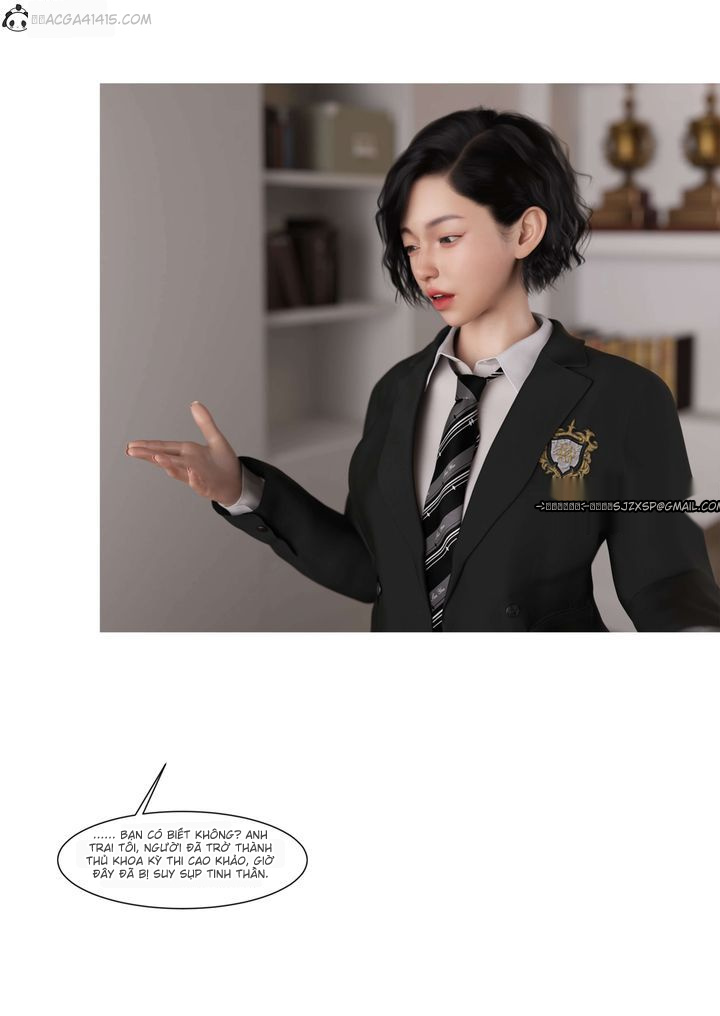 ACGA41415.COM
SJZXSP@GMAIL.COM
...... BẠN CÓ BIẾT KHÔNG? ANH
TRAI TÔI, NGƯỜI ĐÃ TRỞ THÀNH
THỦ KHOA KỲ THI CAO KHẢO, GIỜ
ĐÂY ĐÃ BỊ SUY SỤP TINH THẦN.